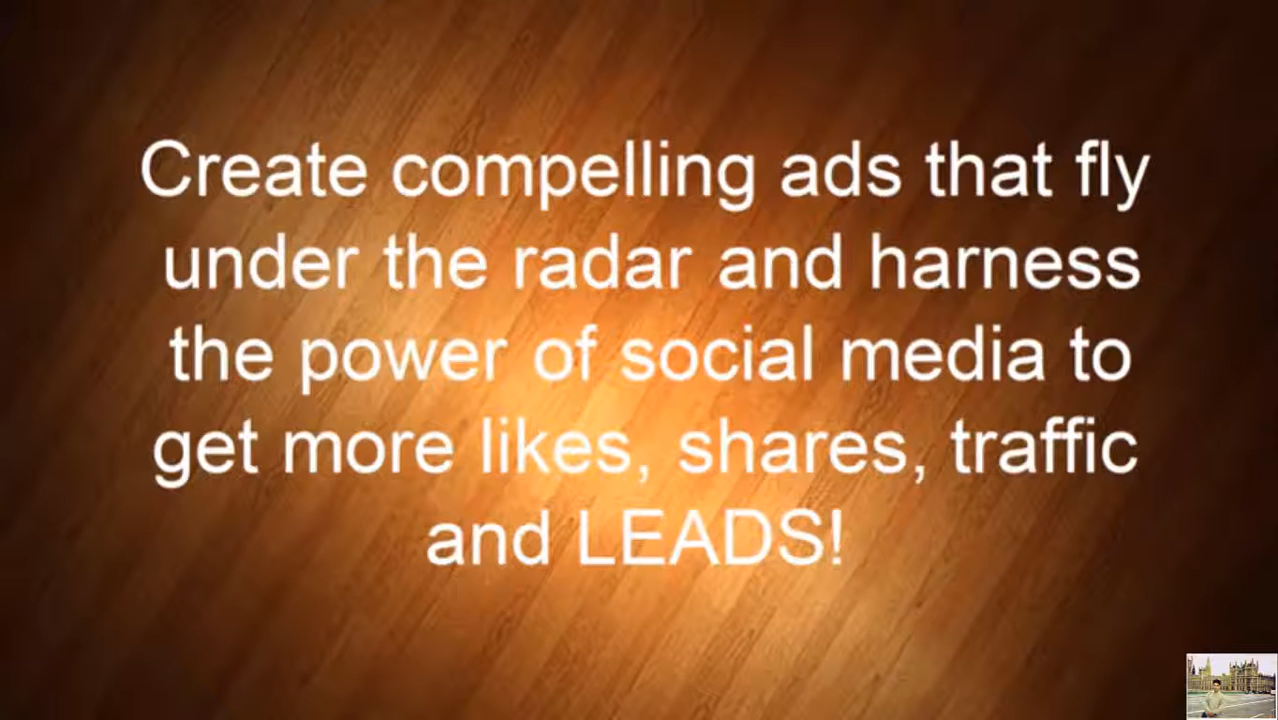 Create compelling ads that fly
under the radar and harness
the power of social media to
get more likes, shares, traffic
and LEADS!